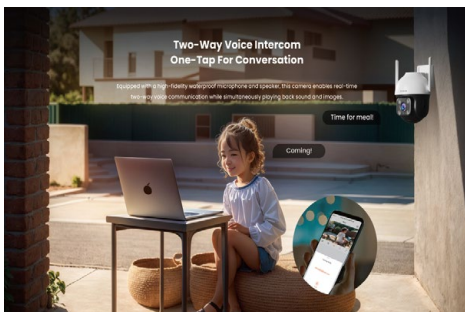 Two-Way Voice Intercom
One-Tap For Conversation
Equipped with a high-fidelity waterproof microphone and speaker, this camera enables real-time
two-way voice communication while simultaneously playing back sound and images.
Time for meal!
Coming!